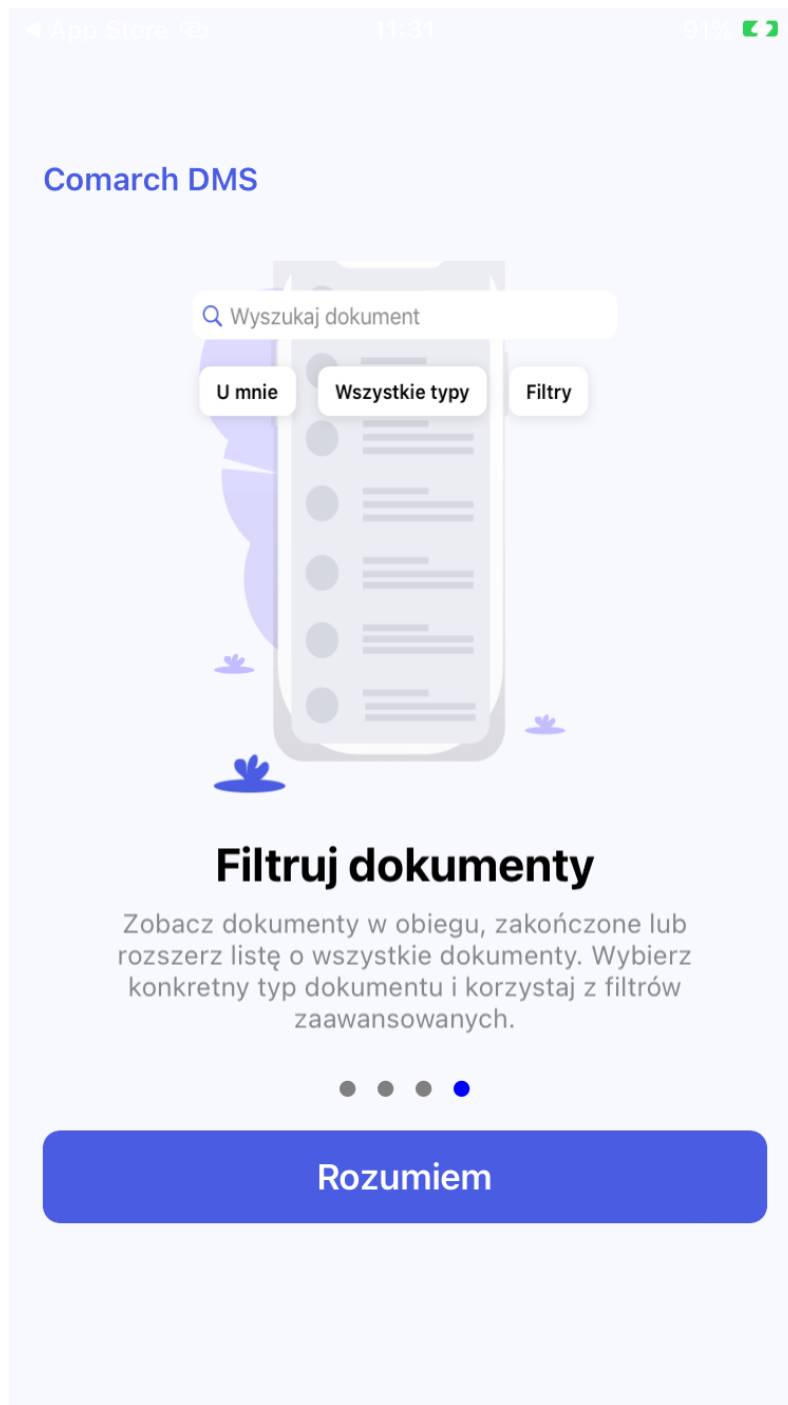 ◀ App Store
11:31
91%
Comarch DMS
Wyszukaj dokument
U mnie
Wszystkie typy
Filtry
Filtruj dokumenty
Zobacz dokumenty w obiegu, zakończone lub
rozszerz listę o wszystkie dokumenty. Wybierz
konkretny typ dokumentu i korzystaj z filtrów
zaawansowanych.
Rozumiem